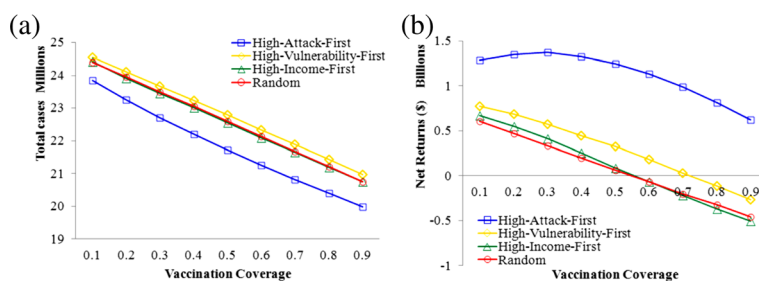 (a)
Total cases Millions
25
24
23
22
21
20
19
0.1 0.2 0.3 0.4 0.5 0.6 0.7 0.8 0.9
Vaccination Coverage
High-Attack-First
High-Vulnerability-First
High-Income-First
Random
(b)
Net Returns ($) Billions
1.5
1
0.5
0
-0.5
-1
0.1 0.2 0.3 0.4 0.5 0.6 0.7 0.8 0.9
High-Attack-First
High-Vulnerability-First
High-Income-First
Random
Vaccination Coverage